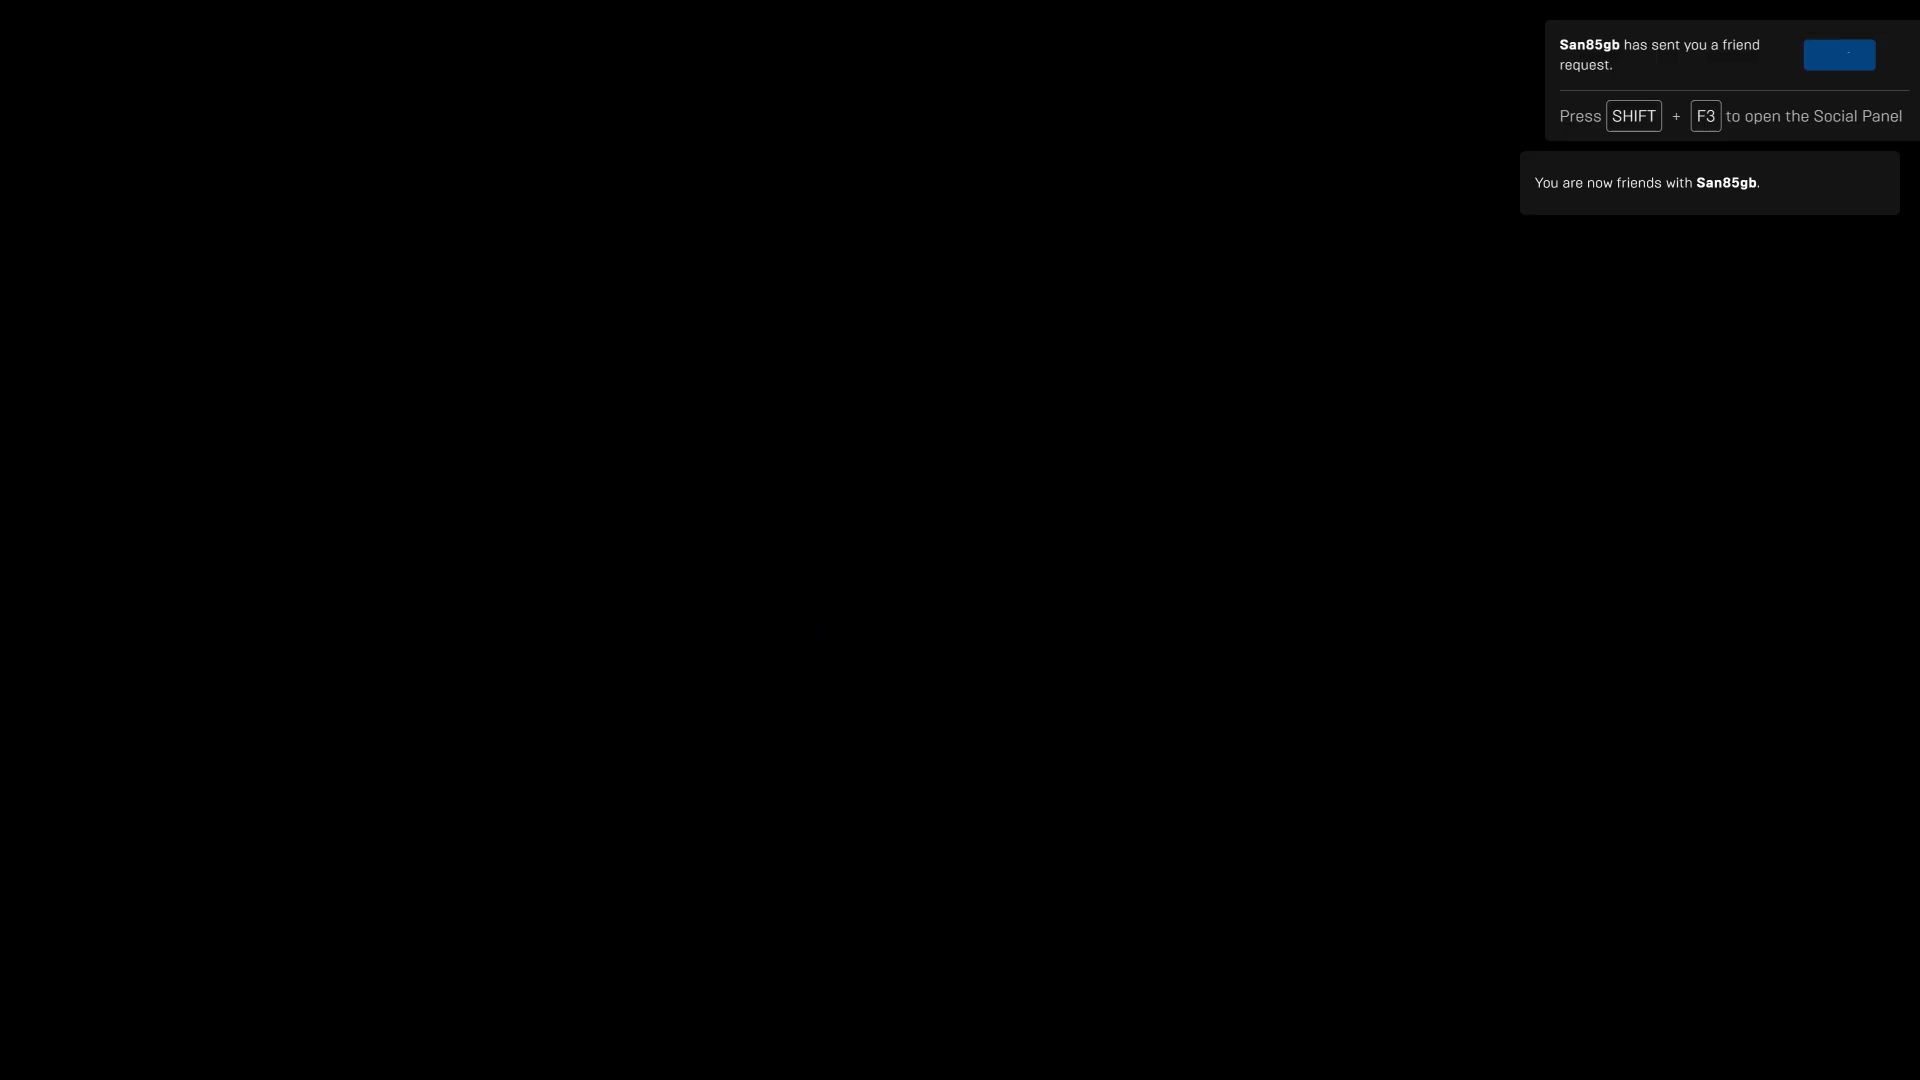 San85gb has sent you a friend
request.
Press SHIFT + F3 to open the Social Panel
You are now friends with San85gb.